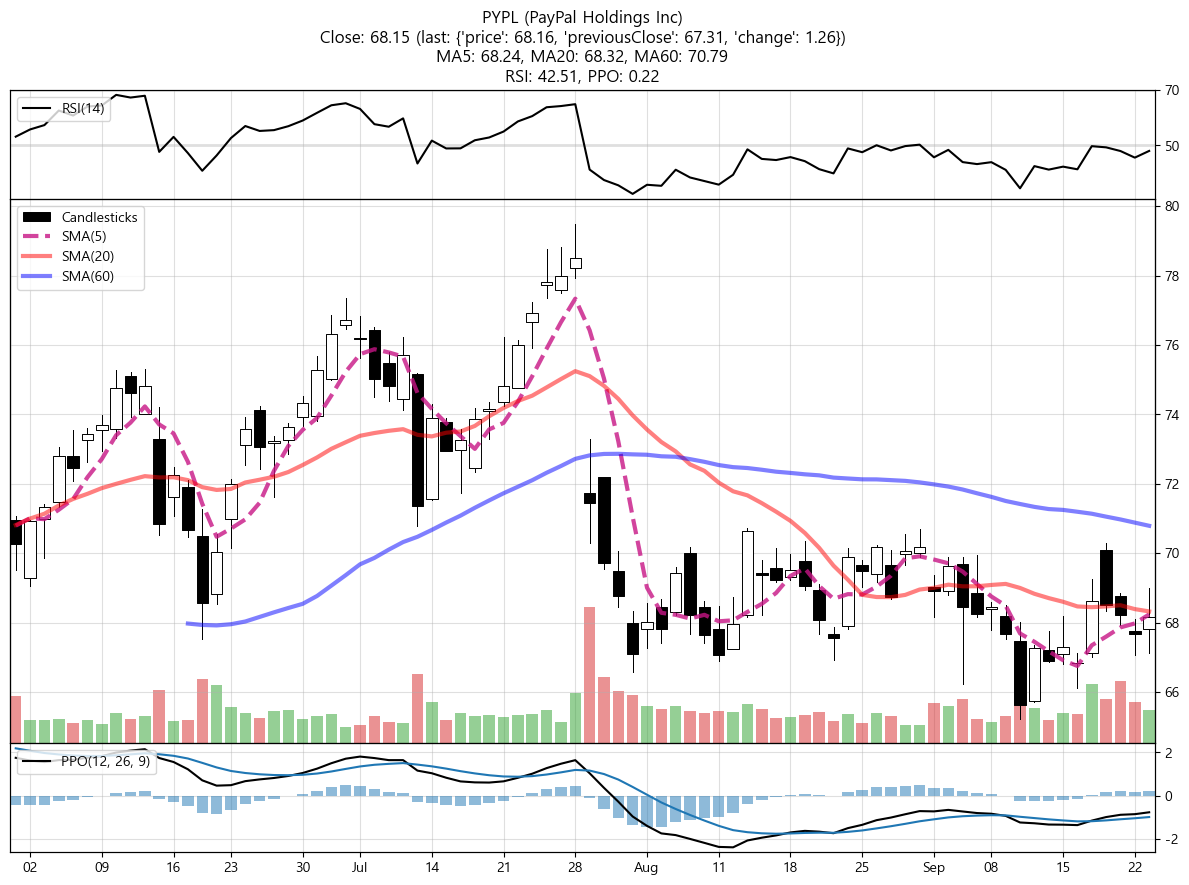 PYPL (PayPal Holdings Inc)
Close: 68.15 (last: {'price': 68.16, 'previousClose': 67.31, 'change': 1.26})
MA5: 68.24, MA20: 68.32, MA60: 70.79
RSI: 42.51, PPO: 0.22
RSI(14)
70
50
Candlesticks
SMA(5)
SMA(20)
SMA(60)
80
78
76
74
72
70
68
66
PPO(12, 26, 9)
2
0
-2
02 09 16 23 30 Jul 14 21 28 Aug 11 18 25 Sep 08 15 22